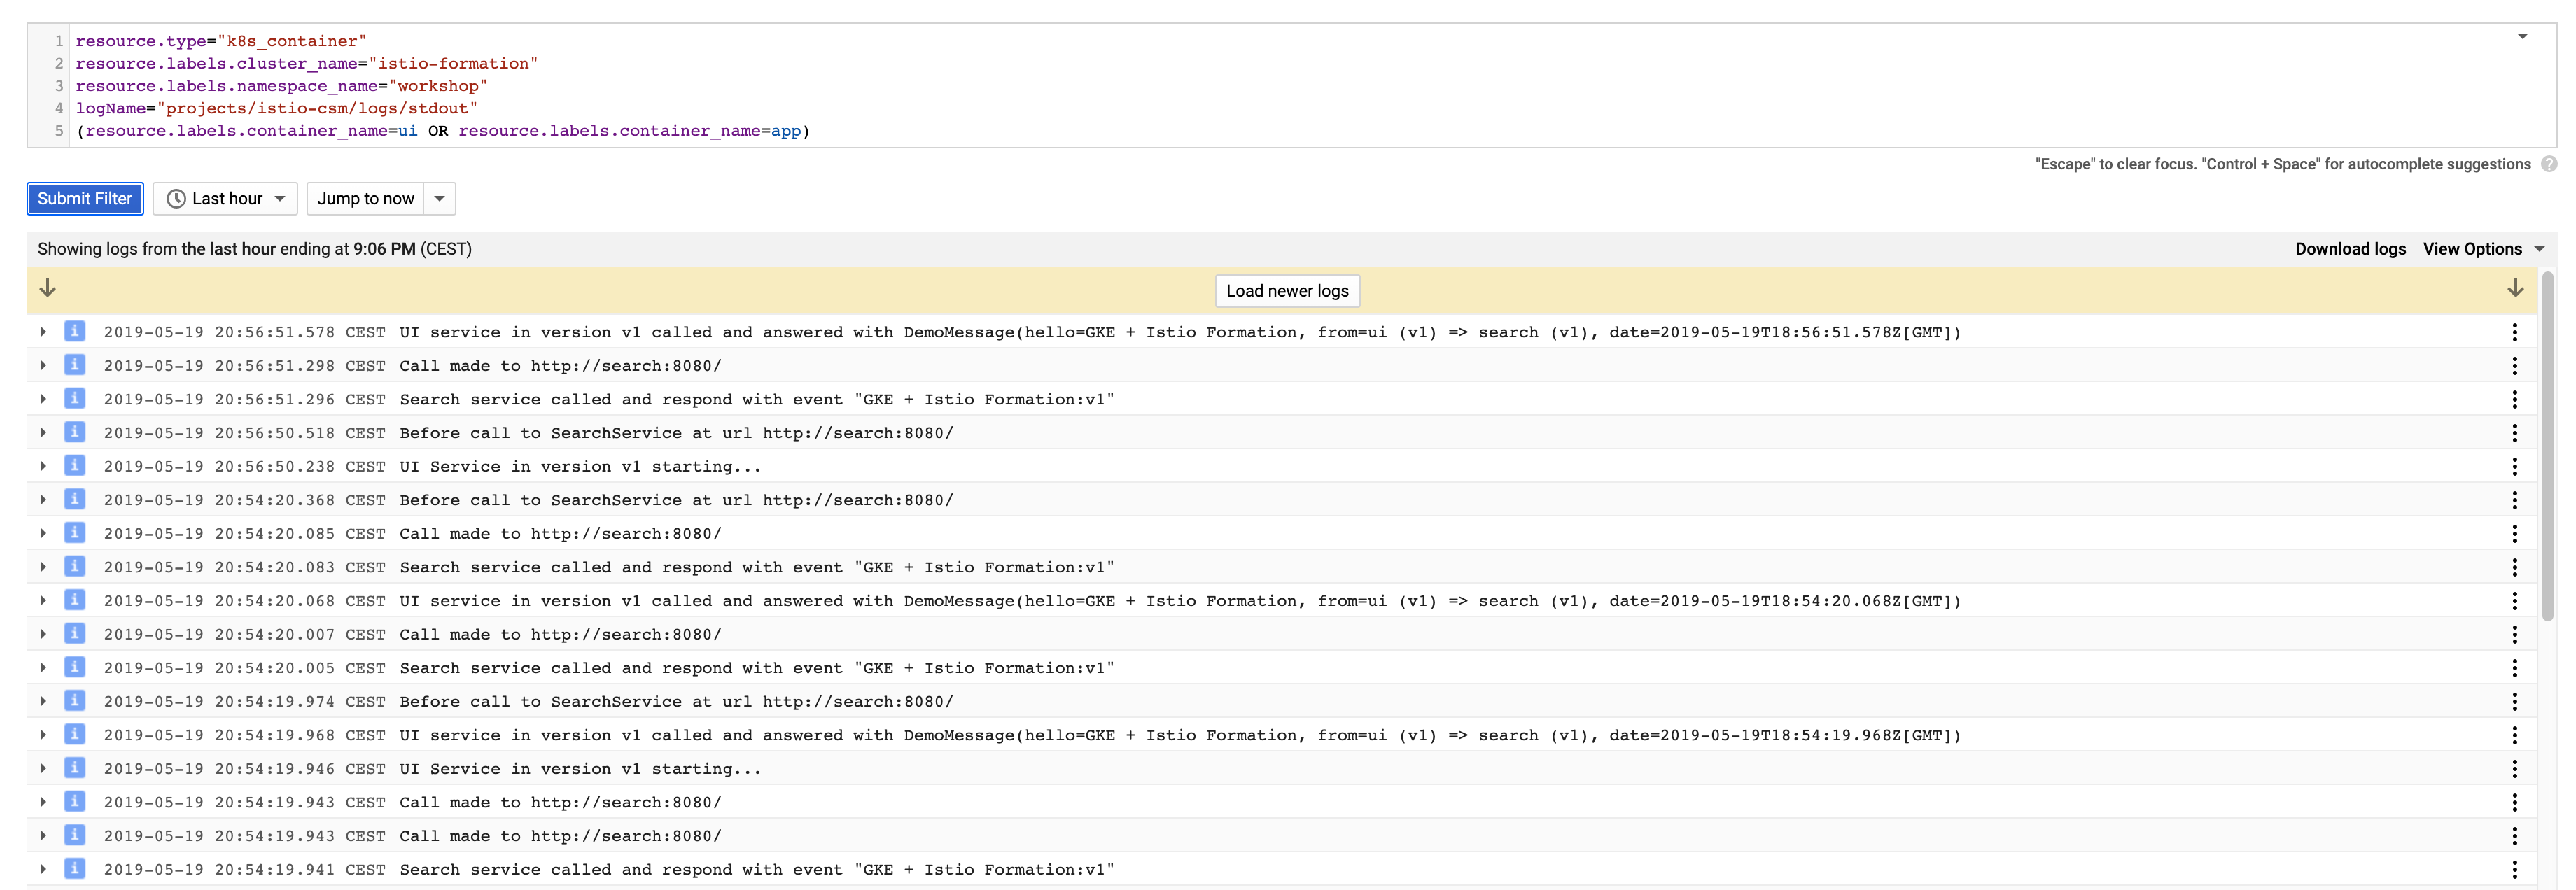 1 resource.type="k8s_container"
2 resource.labels.cluster_name="istio-formation"
3 resource.labels.namespace_name="workshop"
4 logName="projects/istio-csm/logs/stdout"
5 (resource.labels.container_name=ui OR resource.labels.container_name=app)
"Escape" to clear focus. "Control + Space" for autocomplete suggestions ?
Submit Filter Last hour Jump to now
Showing logs from the last hour ending at 9:06 PM (CEST) Download logs View Options
Load newer logs
i 2019-05-19 20:56:51.578 CEST UI service in version v1 called and answered with DemoMessage(hello=GKE + Istio Formation, from=ui (v1) => search (v1), date=2019-05-19T18:56:51.578Z[GMT])
i 2019-05-19 20:56:51.298 CEST Call made to http://search:8080/
i 2019-05-19 20:56:51.296 CEST Search service called and respond with event "GKE + Istio Formation:v1"
i 2019-05-19 20:56:50.518 CEST Before call to SearchService at url http://search:8080/
i 2019-05-19 20:56:50.238 CEST UI Service in version v1 starting...
i 2019-05-19 20:54:20.368 CEST Before call to SearchService at url http://search:8080/
i 2019-05-19 20:54:20.085 CEST Call made to http://search:8080/
i 2019-05-19 20:54:20.083 CEST Search service called and respond with event "GKE + Istio Formation:v1"
i 2019-05-19 20:54:20.068 CEST UI service in version v1 called and answered with DemoMessage(hello=GKE + Istio Formation, from=ui (v1) => search (v1), date=2019-05-19T18:54:20.068Z[GMT])
i 2019-05-19 20:54:20.007 CEST Call made to http://search:8080/
i 2019-05-19 20:54:20.005 CEST Search service called and respond with event "GKE + Istio Formation:v1"
i 2019-05-19 20:54:19.974 CEST Before call to SearchService at url http://search:8080/
i 2019-05-19 20:54:19.968 CEST UI service in version v1 called and answered with DemoMessage(hello=GKE + Istio Formation, from=ui (v1) => search (v1), date=2019-05-19T18:54:19.968Z[GMT])
i 2019-05-19 20:54:19.946 CEST UI Service in version v1 starting...
i 2019-05-19 20:54:19.943 CEST Call made to http://search:8080/
i 2019-05-19 20:54:19.943 CEST Call made to http://search:8080/
i 2019-05-19 20:54:19.941 CEST Search service called and respond with event "GKE + Istio Formation:v1"